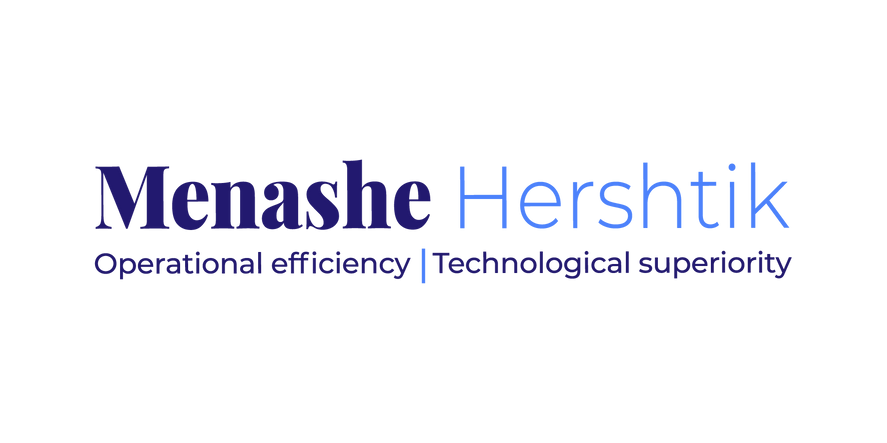 Menashe Hershtik
Operational efficiency | Technological superiority